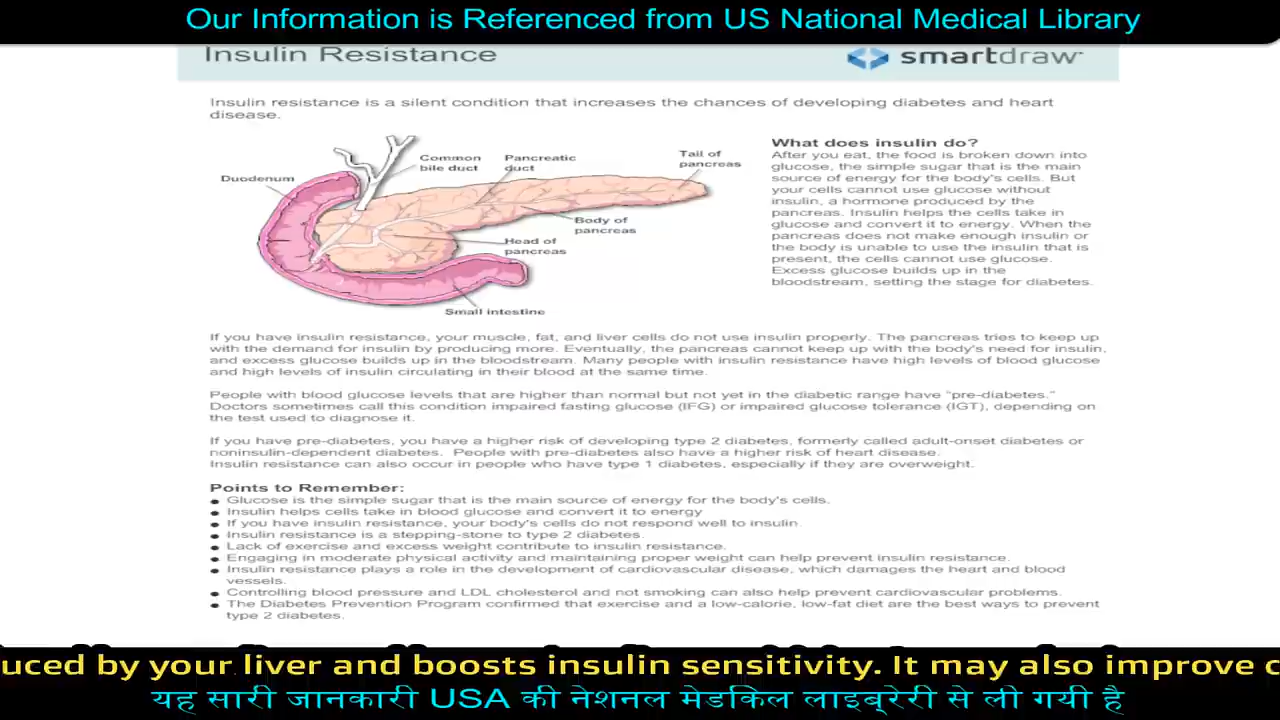 Our Information is Referenced from US National Medical Library
Insulin Resistance
smartdraw
Insulin resistance is a silent condition that increases the chances of developing diabetes and heart
disease.
Common
bile duct
Pancreatic
duct
Tail of
pancreas
Duodenum
Body of
pancreas
Head of
pancreas
Small intestine
What does insulin do?
After you eat, the food is broken down into
glucose, the simple sugar that is the main
source of energy for the body's cells. But
your cells cannot use glucose without
insulin, a hormone produced by the
pancreas. Insulin helps the cells take in
glucose and convert it to energy. When the
pancreas does not make enough insulin or
the body is unable to use the insulin that is
present, the cells cannot use glucose.
Excess glucose builds up in the
bloodstream, setting the stage for diabetes.
If you have insulin resistance, your muscle, fat, and liver cells do not use insulin properly. The pancreas tries to keep up
with the demand for insulin by producing more. Eventually, the pancreas cannot keep up with the body's need for insulin,
and excess glucose builds up in the bloodstream. Many people with insulin resistance have high levels of blood glucose
and high levels of insulin circulating in their blood at the same time.
People with blood glucose levels that are higher than normal but not yet in the diabetic range have "pre-diabetes."
Doctors sometimes call this condition impaired fasting glucose (IFG) or impaired glucose tolerance (IGT), depending on
the test used to diagnose it.
If you have pre-diabetes, you have a higher risk of developing type 2 diabetes, formerly called adult-onset diabetes or
noninsulin-dependent diabetes. People with pre-diabetes also have a higher risk of heart disease.
Insulin resistance can also occur in people who have type 1 diabetes, especially if they are overweight.
Points to Remember:
● Glucose is the simple sugar that is the main source of energy for the body's cells.
● Insulin helps cells take in blood glucose and convert it to energy
● If you have insulin resistance, your body's cells do not respond well to insulin.
● Insulin resistance is a stepping-stone to type 2 diabetes.
● Lack of exercise and excess weight contribute to insulin resistance.
● Engaging in moderate physical activity and maintaining proper weight can help prevent insulin resistance.
● Insulin resistance plays a role in the development of cardiovascular disease, which damages the heart and blood
vessels.
● Controlling blood pressure and LDL cholesterol and not smoking can also help prevent cardiovascular problems.
● The Diabetes Prevention Program confirmed that exercise and a low-calorie, low-fat diet are the best ways to prevent
type 2 diabetes.
uced by your liver and boosts insulin sensitivity. It may also improve c
यह सारी जानकारी USA की नेशनल मेडकिल लाइब्रेरी से ली गयी है